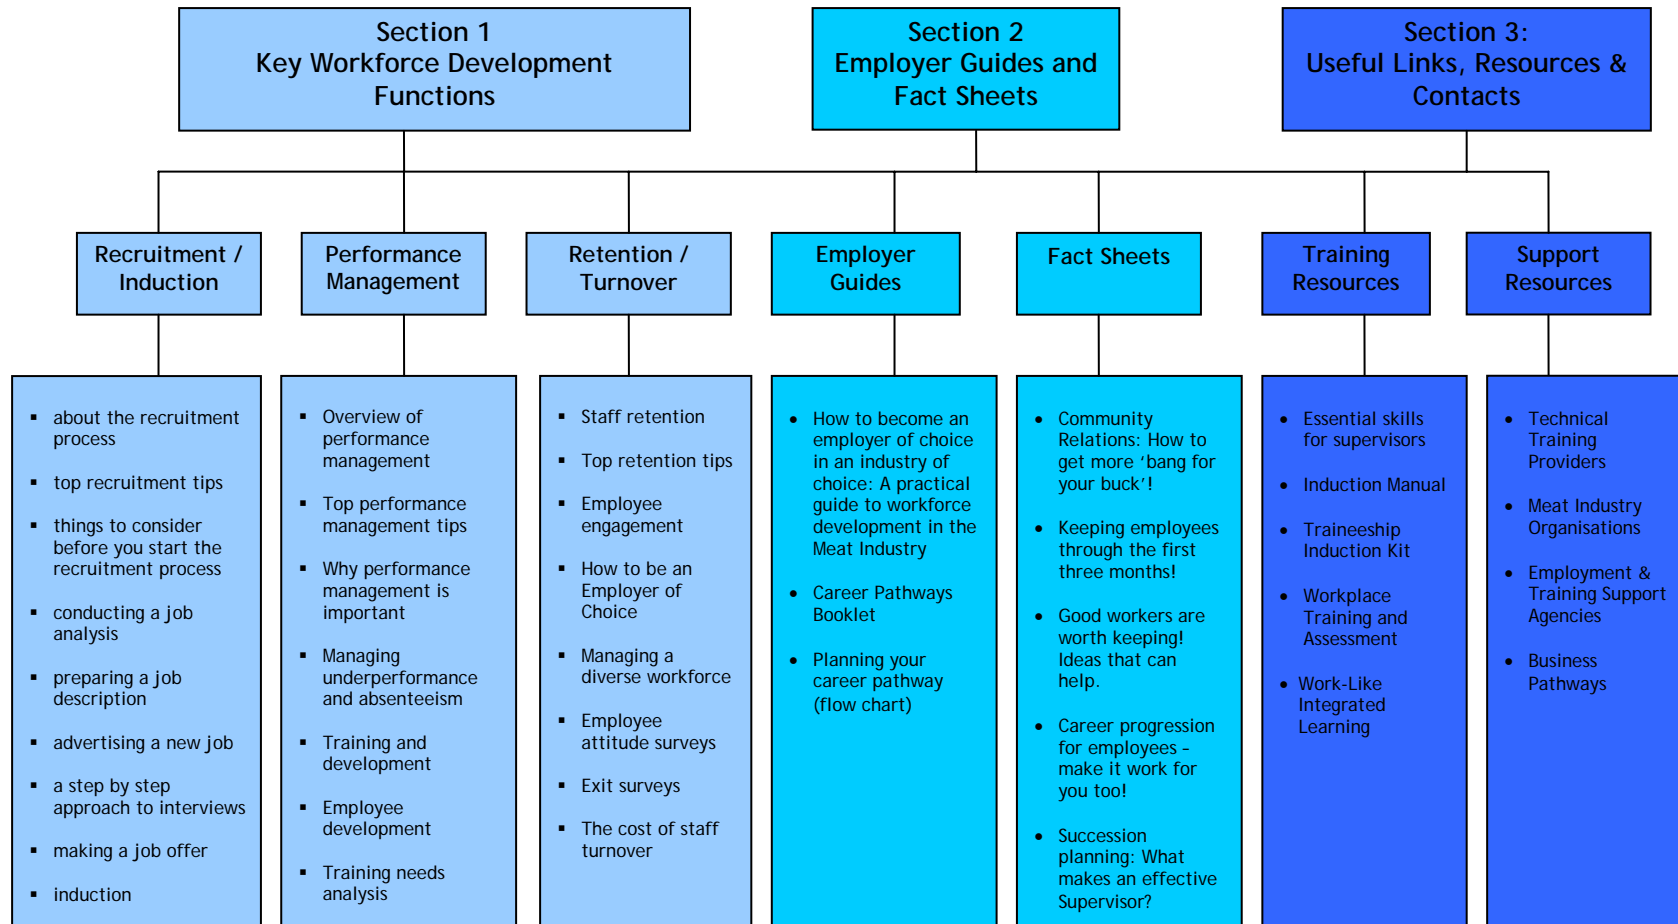 Section 1
Key Workforce Development
Functions
Section 2
Employer Guides and
Fact Sheets
Section 3:
Useful Links, Resources &
Contacts
Recruitment /
Induction
Performance
Management
Retention /
Turnover
Employer
Guides
Fact Sheets
Training
Resources
Support
Resources
▪ about the recruitment
process
▪ top recruitment tips
▪ things to consider
before you start the
recruitment process
▪ conducting a job
analysis
▪ preparing a job
description
▪ advertising a new job
▪ a step by step
approach to interviews
▪ making a job offer
▪ induction
▪ Overview of
performance
management
▪ Top performance
management tips
▪ Why performance
management is
important
▪ Managing
underperformance
and absenteeism
▪ Training and
development
▪ Employee
development
▪ Training needs
analysis
▪ Staff retention
▪ Top retention tips
▪ Employee
engagement
▪ How to be an
Employer of
Choice
▪ Managing a
diverse workforce
▪ Employee
attitude surveys
▪ Exit surveys
▪ The cost of staff
turnover
• How to become an
employer of choice
in an industry of
choice: A practical
guide to workforce
development in the
Meat Industry
• Career Pathways
Booklet
• Planning your
career pathway
(flow chart)
• Community
Relations: How to
get more ‘bang for
your buck’!
• Keeping employees
through the first
three months!
• Good workers are
worth keeping!
Ideas that can
help.
• Career progression
for employees –
make it work for
you too!
• Succession
planning: What
makes an effective
Supervisor?
• Essential skills
for supervisors
• Induction Manual
• Traineeship
Induction Kit
• Workplace
Training and
Assessment
• Work-Like
Integrated
Learning
• Technical
Training
Providers
• Meat Industry
Organisations
• Employment &
Training Support
Agencies
• Business
Pathways